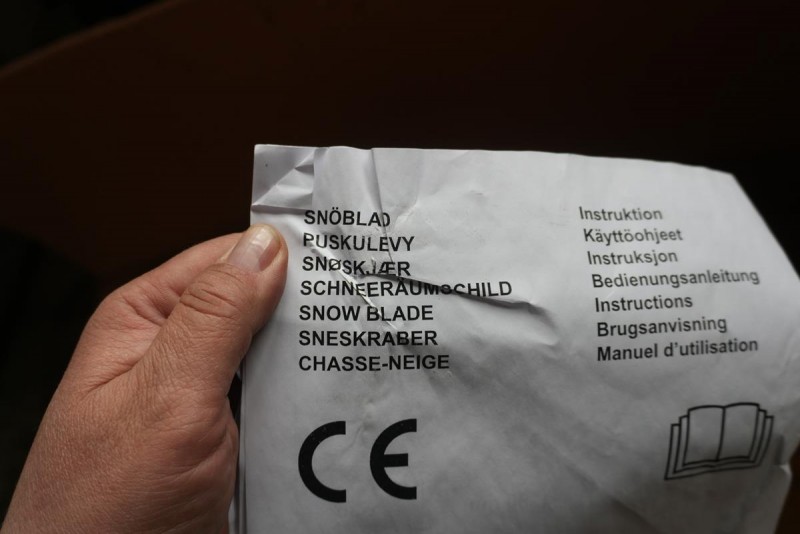 SNÖBLAD
PUSKULEVY
SNØSKJÆR
SCHNEERÄUMSCHILD
SNOW BLADE
SNESKRABER
CHASSE-NEIGE
Instruktion
Käyttöohjeet
Instruksjon
Bedienungsanleitung
Instructions
Brugsanvisning
Manuel d'utilisation
CE